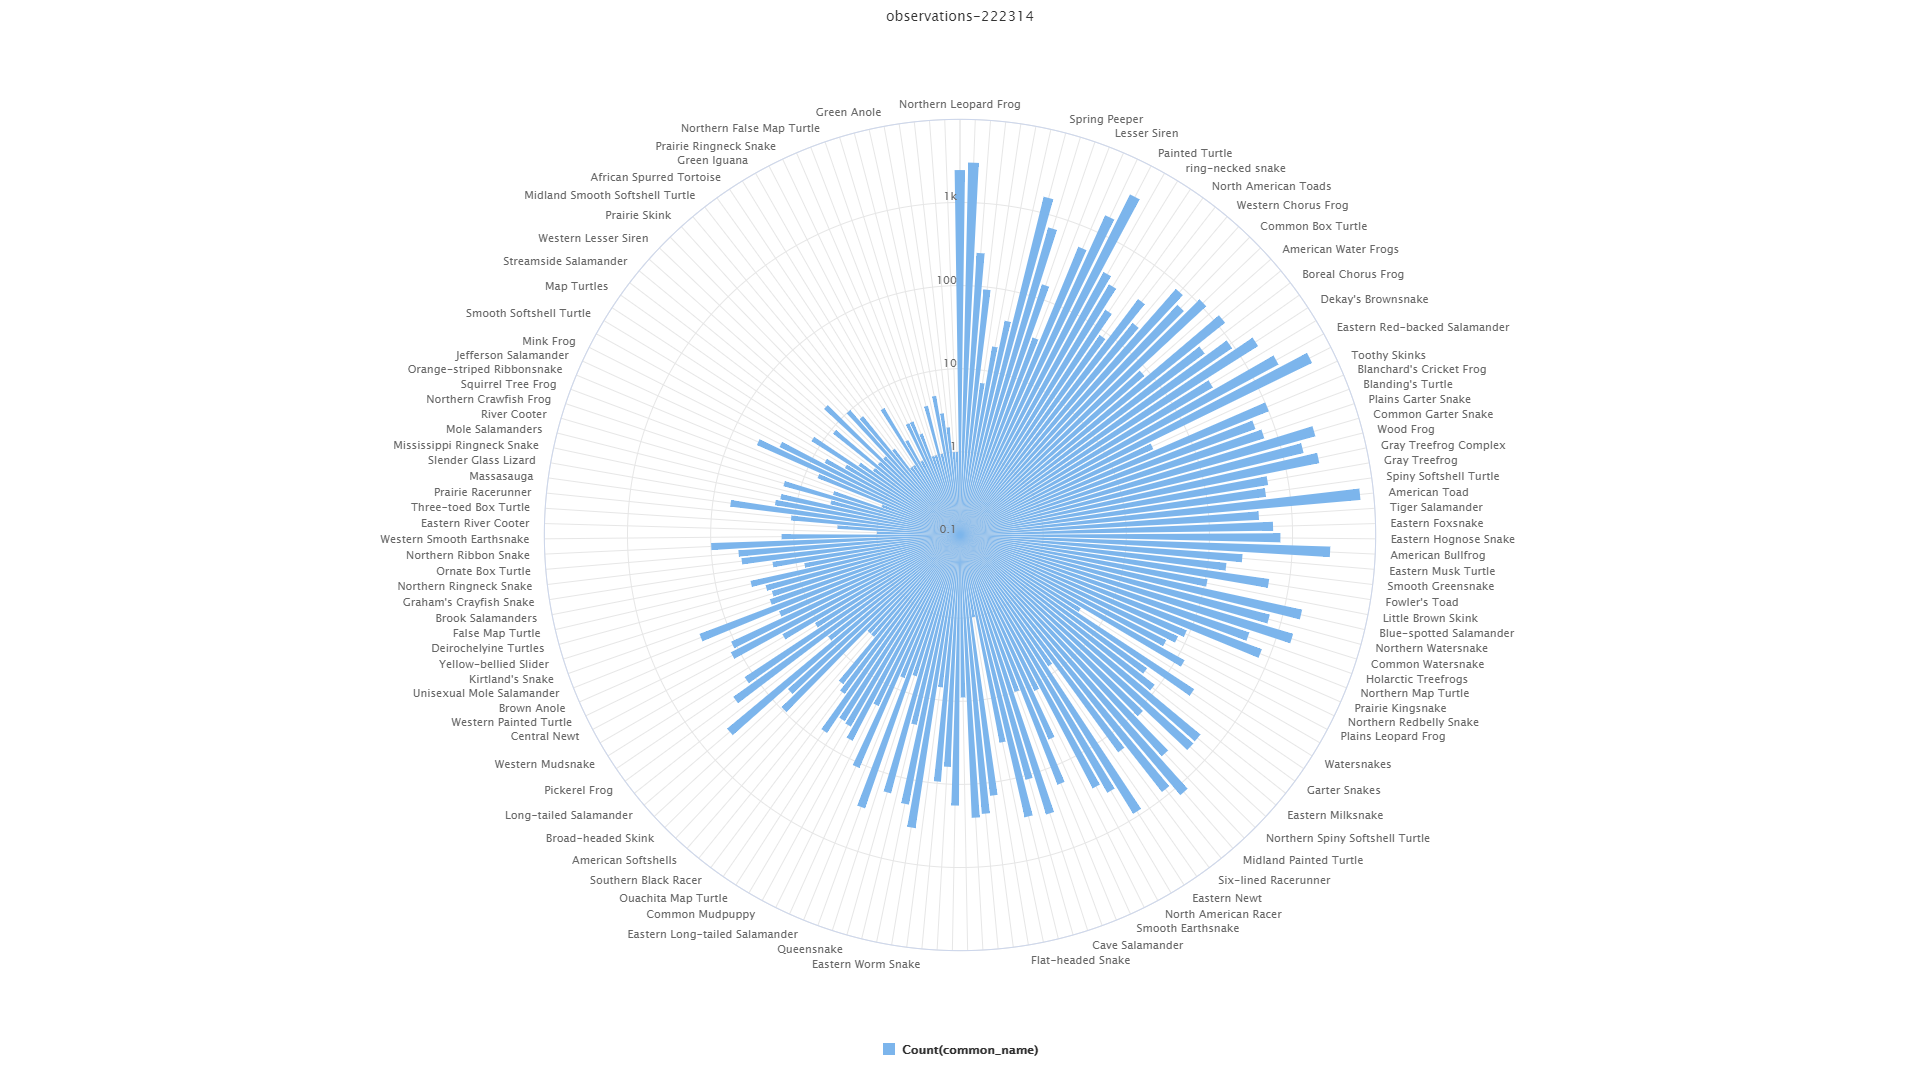 observations-222314
Northern Leopard Frog
Spring Peeper
Lesser Siren
Painted Turtle
ring-necked snake
North American Toads
Western Chorus Frog
Common Box Turtle
American Water Frogs
Boreal Chorus Frog
Dekay's Brownsnake
Eastern Red-backed Salamander
Toothy Skinks
Blanchard's Cricket Frog
Blanding's Turtle
Plains Garter Snake
Common Garter Snake
Wood Frog
Gray Treefrog Complex
Gray Treefrog
Spiny Softshell Turtle
American Toad
Tiger Salamander
Eastern Foxsnake
Eastern Hognose Snake
American Bullfrog
Eastern Musk Turtle
Smooth Greensnake
Fowler's Toad
Little Brown Skink
Blue-spotted Salamander
Northern Watersnake
Common Watersnake
Holarctic Treefrogs
Northern Map Turtle
Prairie Kingsnake
Northern Redbelly Snake
Plains Leopard Frog
Watersnakes
Garter Snakes
Eastern Milksnake
Northern Spiny Softshell Turtle
Midland Painted Turtle
Six-lined Racerunner
Eastern Newt
North American Racer
Smooth Earthsnake
Cave Salamander
Flat-headed Snake
Eastern Worm Snake
Queensnake
Eastern Long-tailed Salamander
Common Mudpuppy
Ouachita Map Turtle
Southern Black Racer
American Softshells
Broad-headed Skink
Long-tailed Salamander
Pickerel Frog
Western Mudsnake
Central Newt
Western Painted Turtle
Brown Anole
Unisexual Mole Salamander
Kirtland's Snake
Yellow-bellied Slider
Deirochelyine Turtles
False Map Turtle
Brook Salamanders
Graham's Crayfish Snake
Northern Ringneck Snake
Ornate Box Turtle
Northern Ribbon Snake
Western Smooth Earthsnake
Eastern River Cooter
Three-toed Box Turtle
Prairie Racerunner
Massasauga
Slender Glass Lizard
Mississippi Ringneck Snake
Mole Salamanders
River Cooter
Northern Crawfish Frog
Squirrel Tree Frog
Orange-striped Ribbonsnake
Jefferson Salamander
Mink Frog
Smooth Softshell Turtle
Map Turtles
Streamside Salamander
Western Lesser Siren
Prairie Skink
Midland Smooth Softshell Turtle
African Spurred Tortoise
Green Iguana
Prairie Ringneck Snake
Northern False Map Turtle
Green Anole
1k
100
10
1
0.1
Count(common_name)